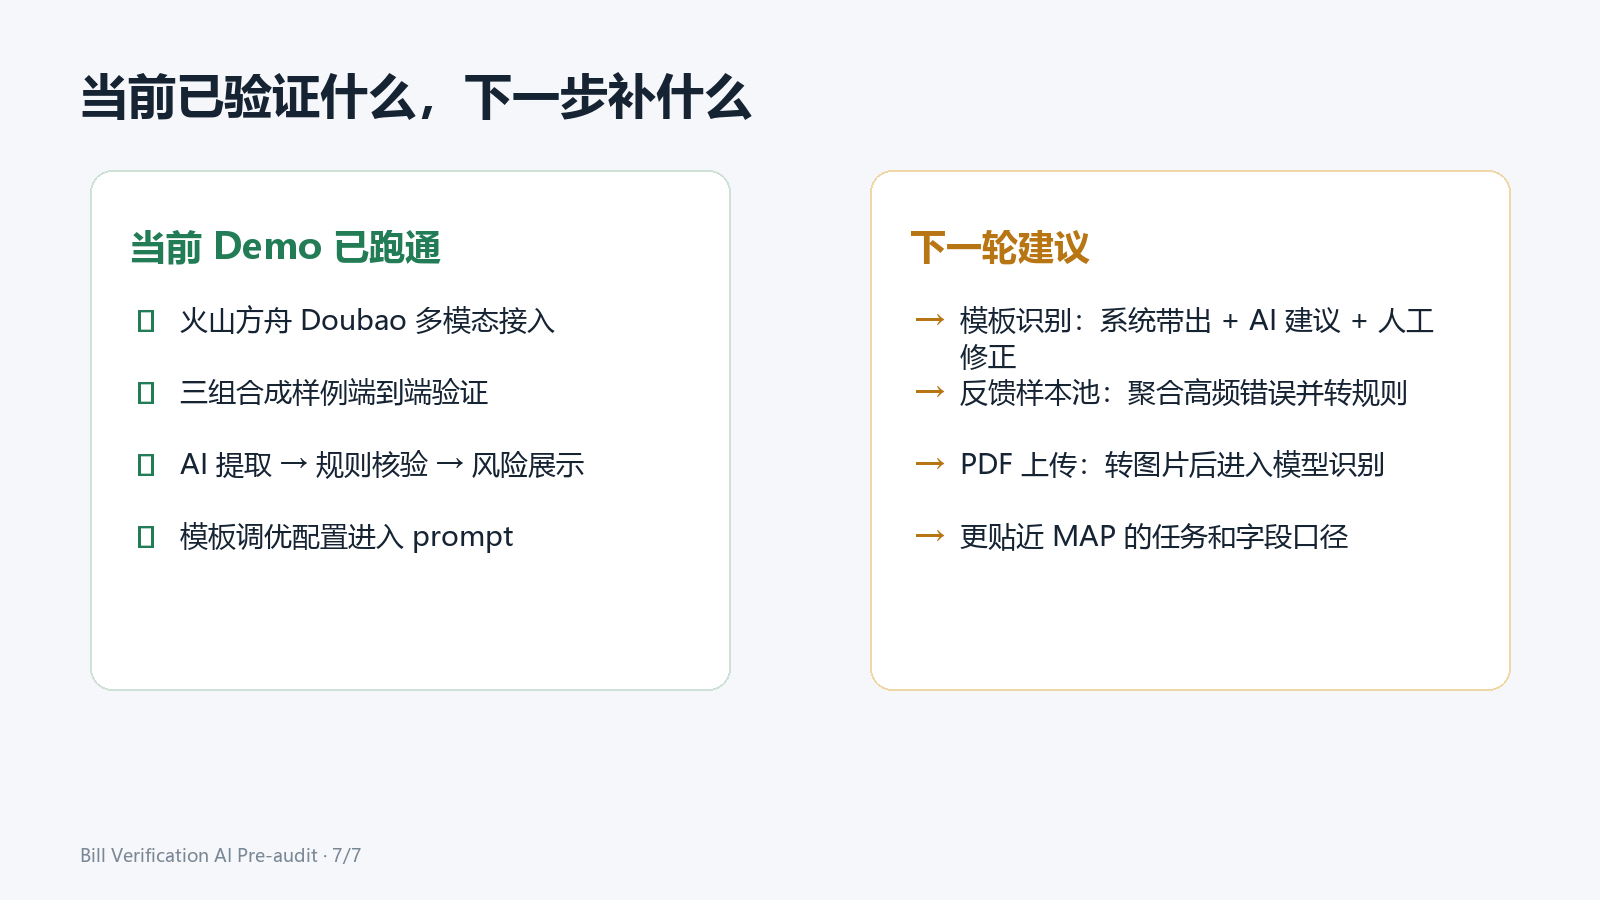 当前已验证什么，下一步补什么
当前 Demo 已跑通
火山方舟 Doubao 多模态接入
三组合成样例端到端验证
AI 提取 → 规则核验 → 风险展示
模板调优配置进入 prompt
下一轮建议
→ 模板识别：系统带出 + AI 建议 + 人工
修正
→ 反馈样本池：聚合高频错误并转规则
→ PDF 上传：转图片后进入模型识别
→ 更贴近 MAP 的任务和字段口径
Bill Verification AI Pre-audit · 7/7